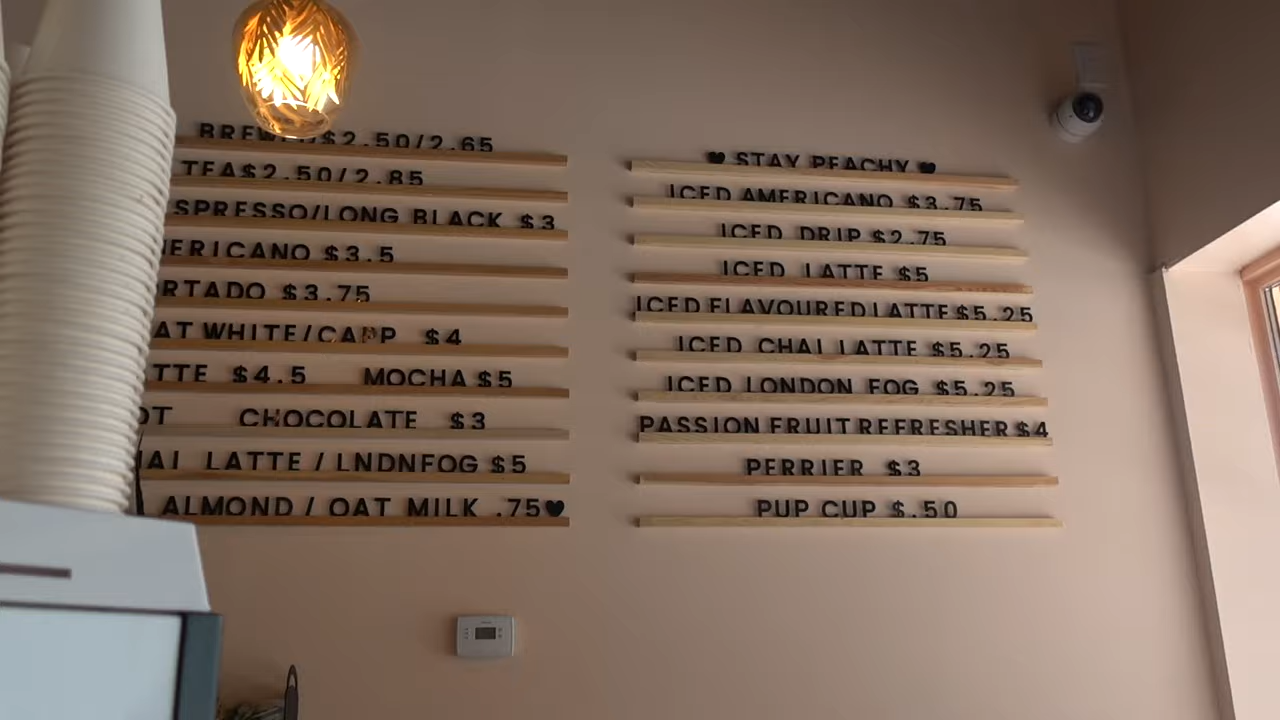 BREWED $2.50/2.65
TEA $2.50/2.85
ESPRESSO/LONG BLACK $3
AMERICANO $3.5
CORTADO $3.75
FLAT WHITE/CAPP $4
LATTE $4.5 MOCHA $5
HOT CHOCOLATE $3
CHAI LATTE / LNDNFOG $5
ALMOND / OAT MILK .75♥
♥ STAY PEACHY ♥
ICED AMERICANO $3.75
ICED DRIP $2.75
ICED LATTE $5
ICED FLAVOURED LATTE $5.25
ICED CHAI LATTE $5.25
ICED LONDON FOG $5.25
PASSION FRUIT REFRESHER $4
PERRIER $3
PUP CUP $.50